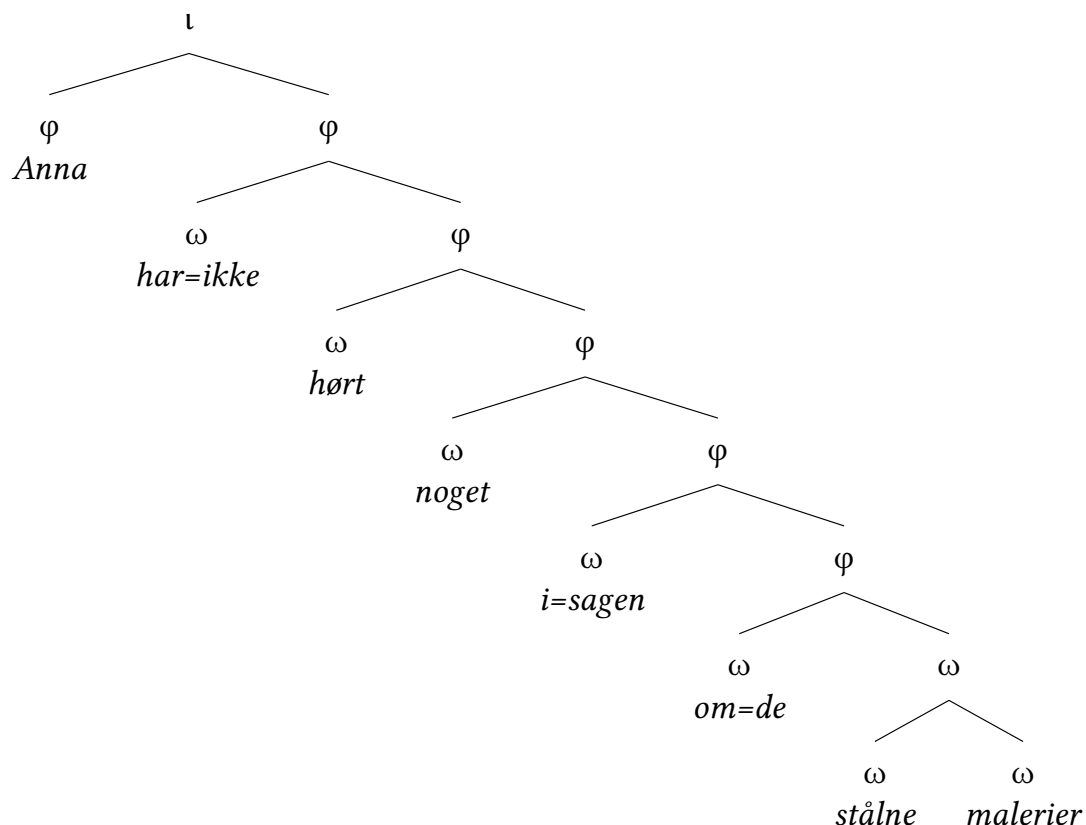 ι
φ φ
Anna
ω φ
har=ikke
ω φ
hørt
ω φ
noget
ω φ
i=sagen
ω ω
om=de
ω ω
stålne malerier